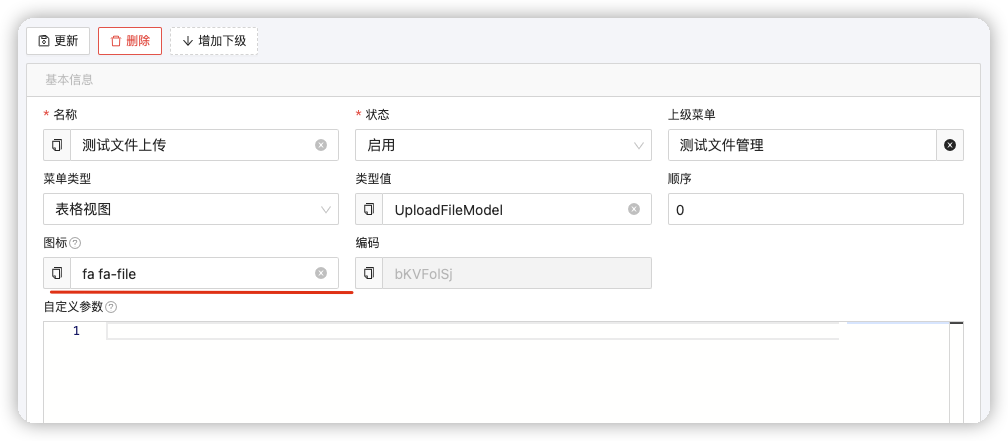 更新 删除 增加下级
基本信息
* 名称 * 状态 上级菜单
测试文件上传 启用 测试文件管理
菜单类型 类型值 顺序
表格视图 UploadFileModel 0
图标 编码
fa fa-file bKVFolSj
自定义参数
1